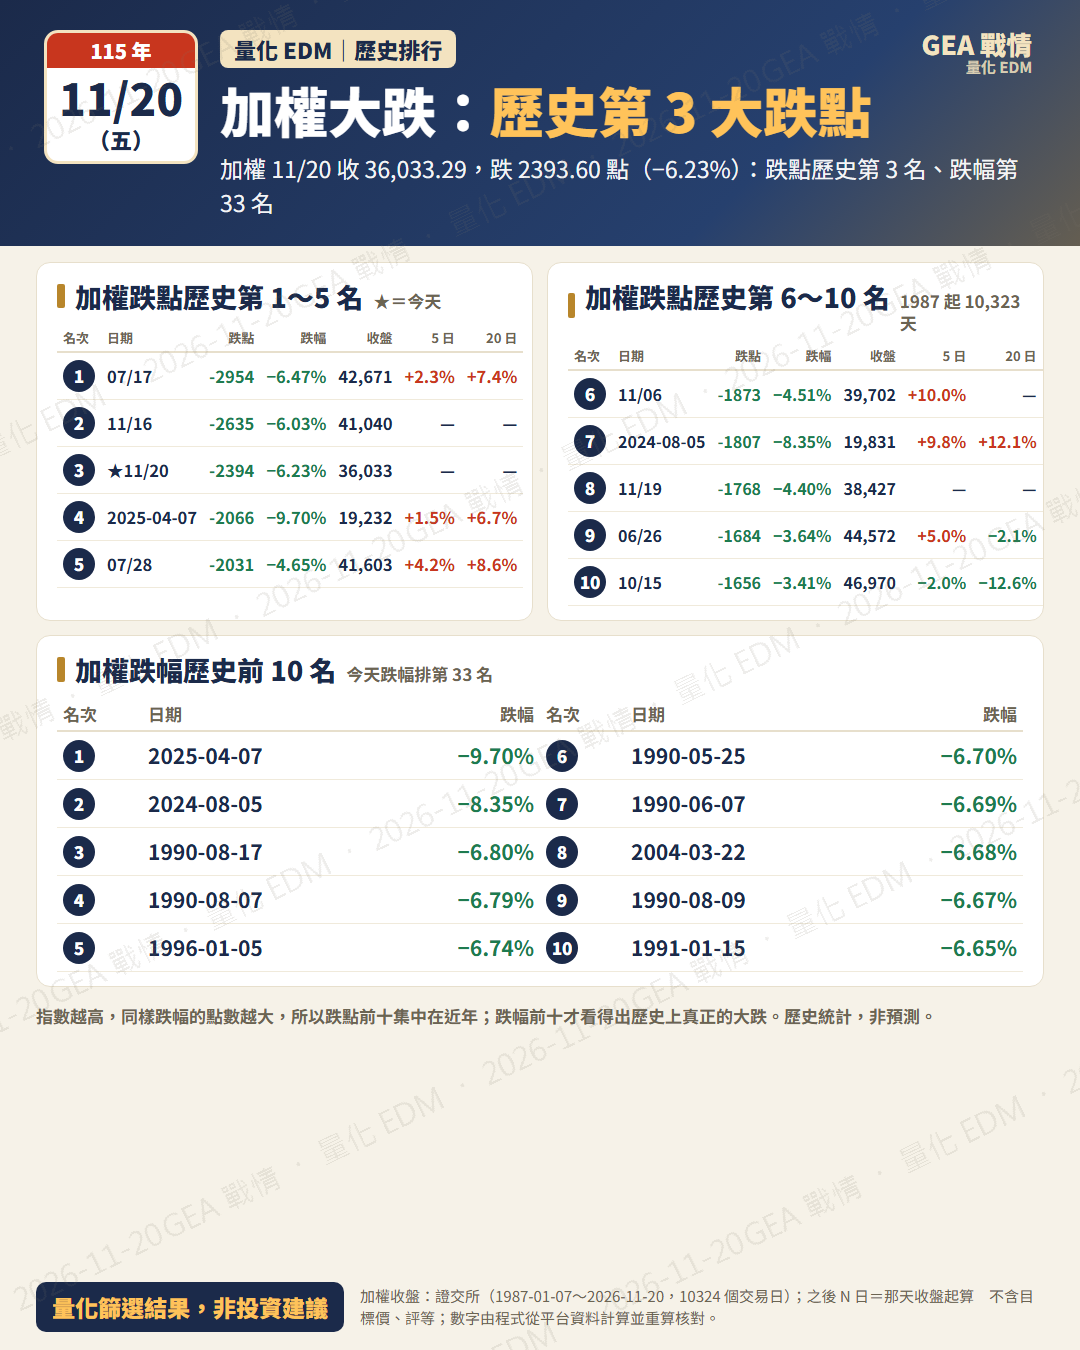 115 年
11/20
（五）
量化 EDM｜歷史排行
加權大跌：歷史第 3 大跌點
加權 11/20 收 36,033.29，跌 2393.60 點（−6.23%）：跌點歷史第 3 名、跌幅第
33 名
GEA 戰情
量化 EDM
加權跌點歷史第 1～5 名 ★＝今天
名次 日期 跌點 跌幅 收盤 5 日 20 日
1 07/17 -2954 −6.47% 42,671 +2.3% +7.4%
2 11/16 -2635 −6.03% 41,040 — —
3 ★11/20 -2394 −6.23% 36,033 — —
4 2025-04-07 -2066 −9.70% 19,232 +1.5% +6.7%
5 07/28 -2031 −4.65% 41,603 +4.2% +8.6%
加權跌點歷史第 6～10 名 1987 起 10,323
天
名次 日期 跌點 跌幅 收盤 5 日 20 日
6 11/06 -1873 −4.51% 39,702 +10.0% —
7 2024-08-05 -1807 −8.35% 19,831 +9.8% +12.1%
8 11/19 -1768 −4.40% 38,427 — —
9 06/26 -1684 −3.64% 44,572 +5.0% −2.1%
10 10/15 -1656 −3.41% 46,970 −2.0% −12.6%
加權跌幅歷史前 10 名 今天跌幅排第 33 名
名次 日期 跌幅 名次 日期 跌幅
1 2025-04-07 −9.70% 6 1990-05-25 −6.70%
2 2024-08-05 −8.35% 7 1990-06-07 −6.69%
3 1990-08-17 −6.80% 8 2004-03-22 −6.68%
4 1990-08-07 −6.79% 9 1990-08-09 −6.67%
5 1996-01-05 −6.74% 10 1991-01-15 −6.65%
指數越高，同樣跌幅的點數越大，所以跌點前十集中在近年；跌幅前十才看得出歷史上真正的大跌。歷史統計，非預測。
量化篩選結果，非投資建議
加權收盤：證交所（1987-01-07～2026-11-20，10324 個交易日）；之後 N 日＝那天收盤起算　不含目
標價、評等；數字由程式從平台資料計算並重算核對。
GEA 戰情 · 量化 EDM · 2026-11-20